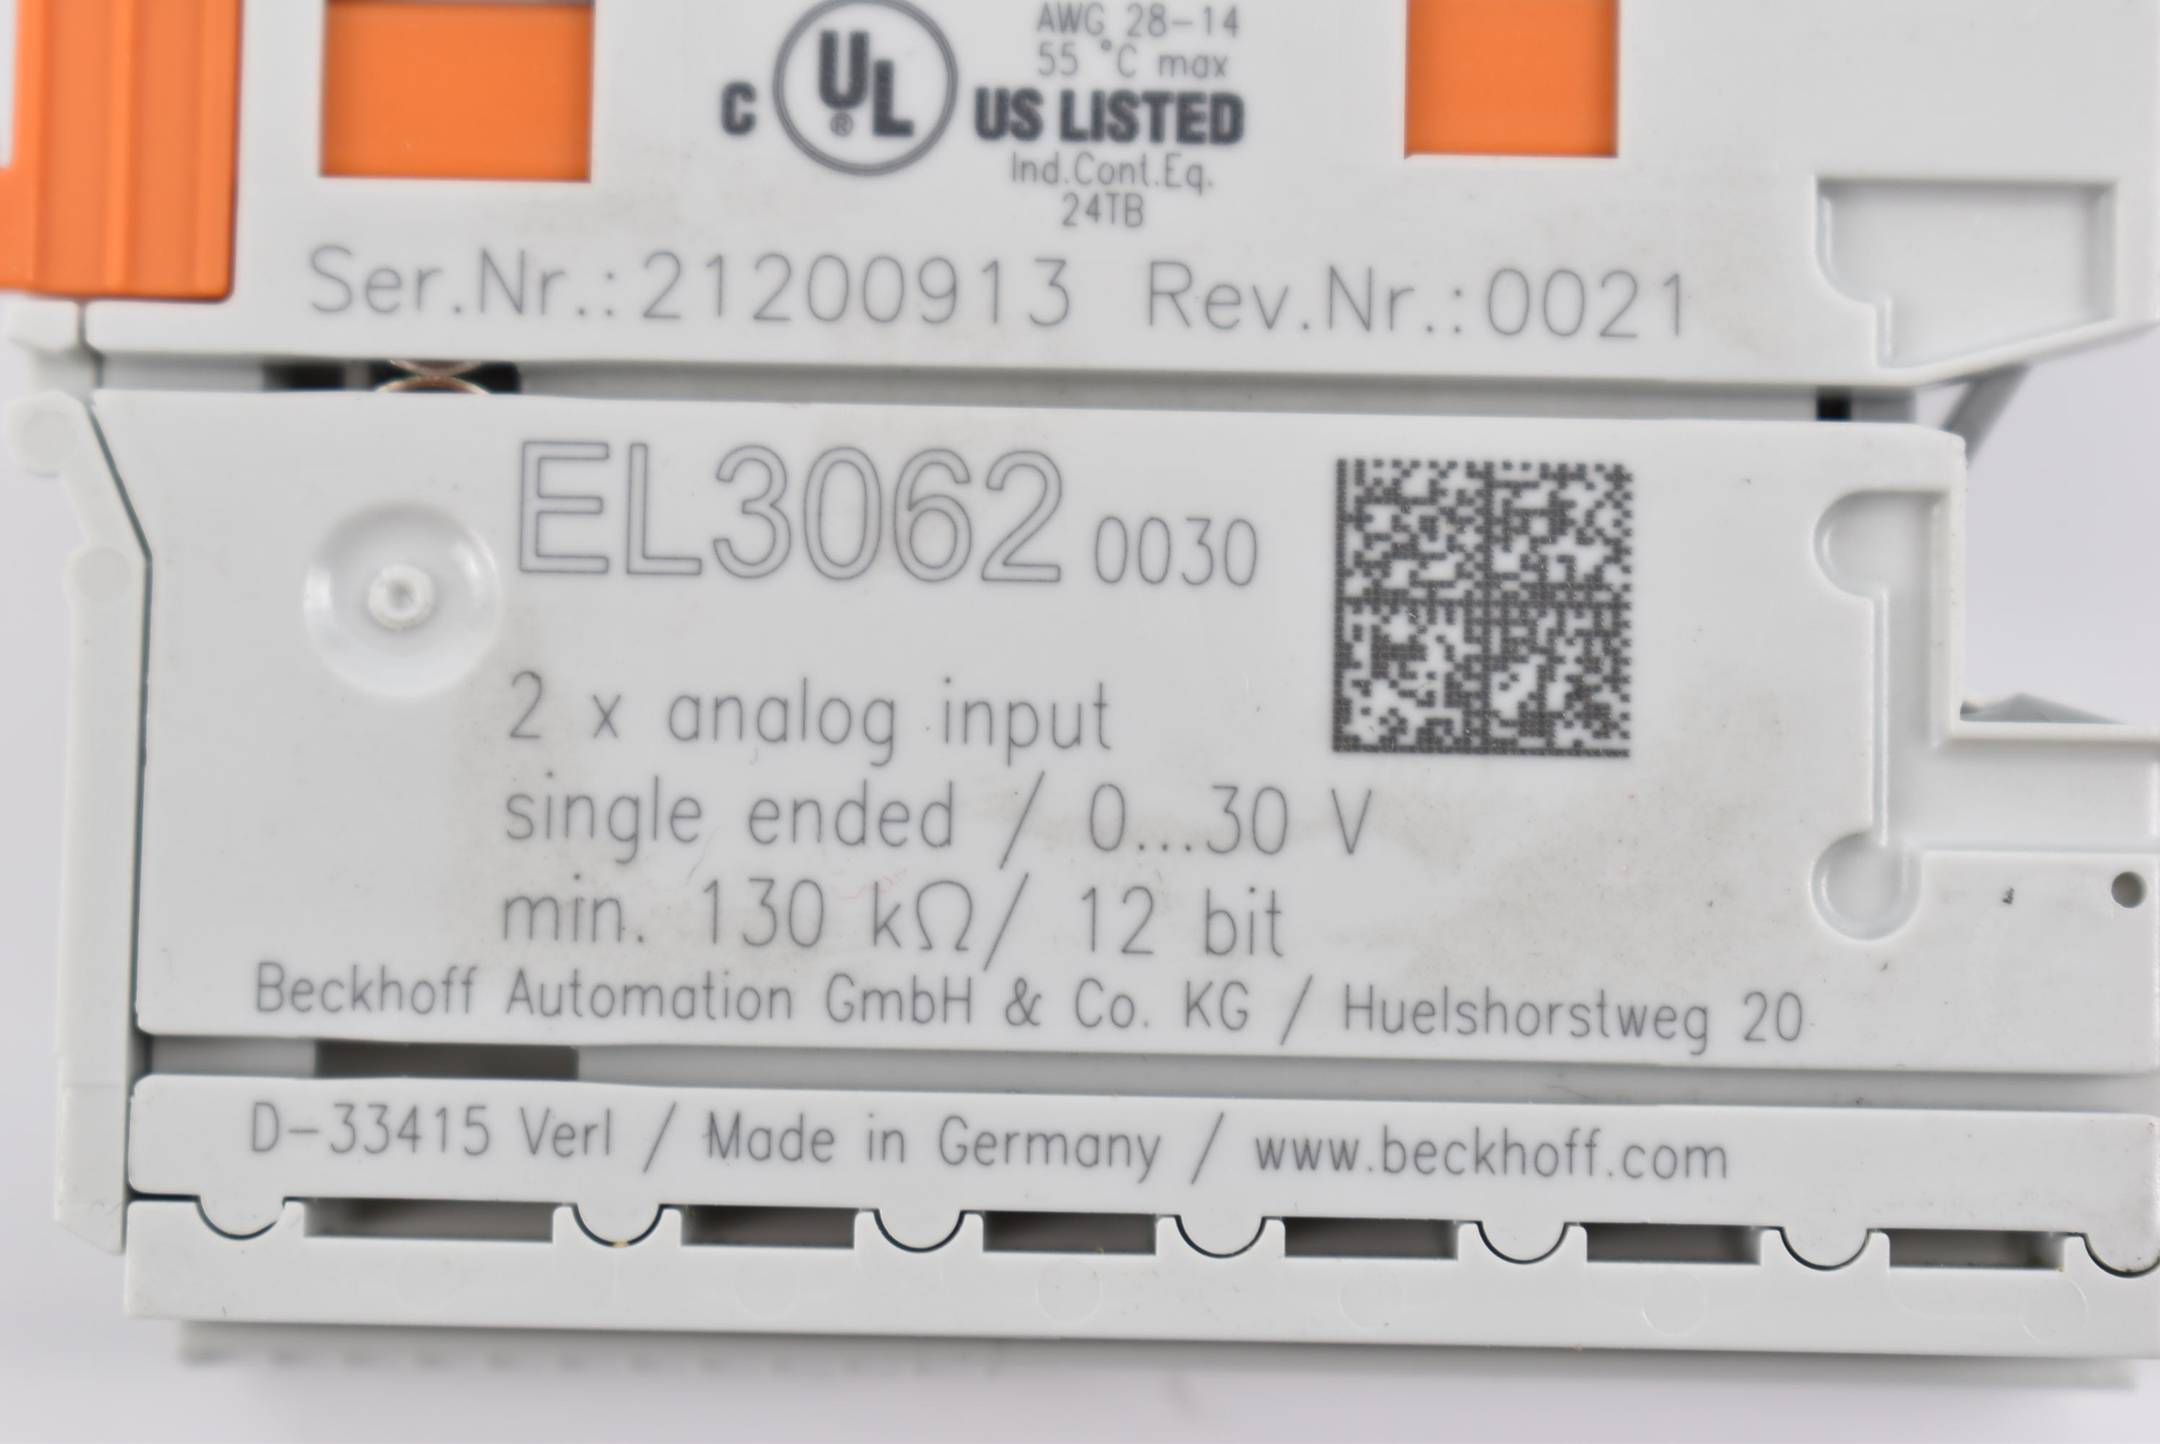 AWG 28-14
55 °C max
C UL® US LISTED
Ind.Cont.Eq.
24TB
Ser.Nr.:21200913 Rev.Nr.:0021
EL3062 0030
2 x analog input
single ended / 0...30 V
min. 130 kΩ/ 12 bit
Beckhoff Automation GmbH & Co. KG / Huelshorstweg 20
D-33415 Verl / Made in Germany / www.beckhoff.com